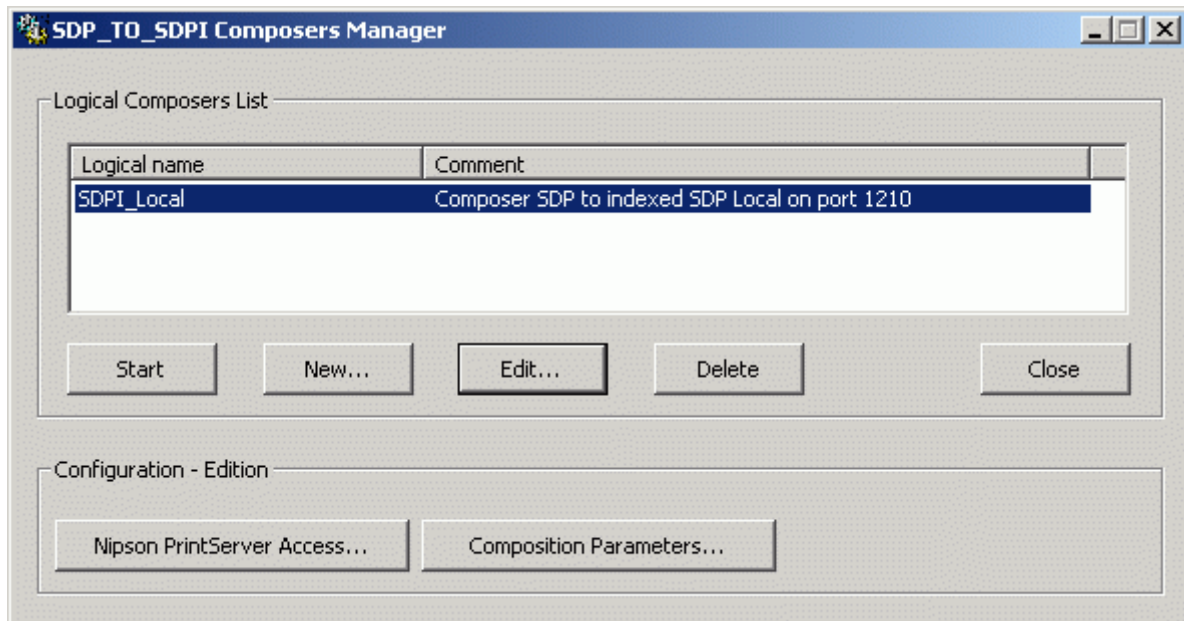 SDP_TO_SDPI Composers Manager
Logical Composers List
Logical name Comment
SDPI_Local Composer SDP to indexed SDP Local on port 1210
Start New... Edit... Delete Close
Configuration - Edition
Nipson PrintServer Access... Composition Parameters...